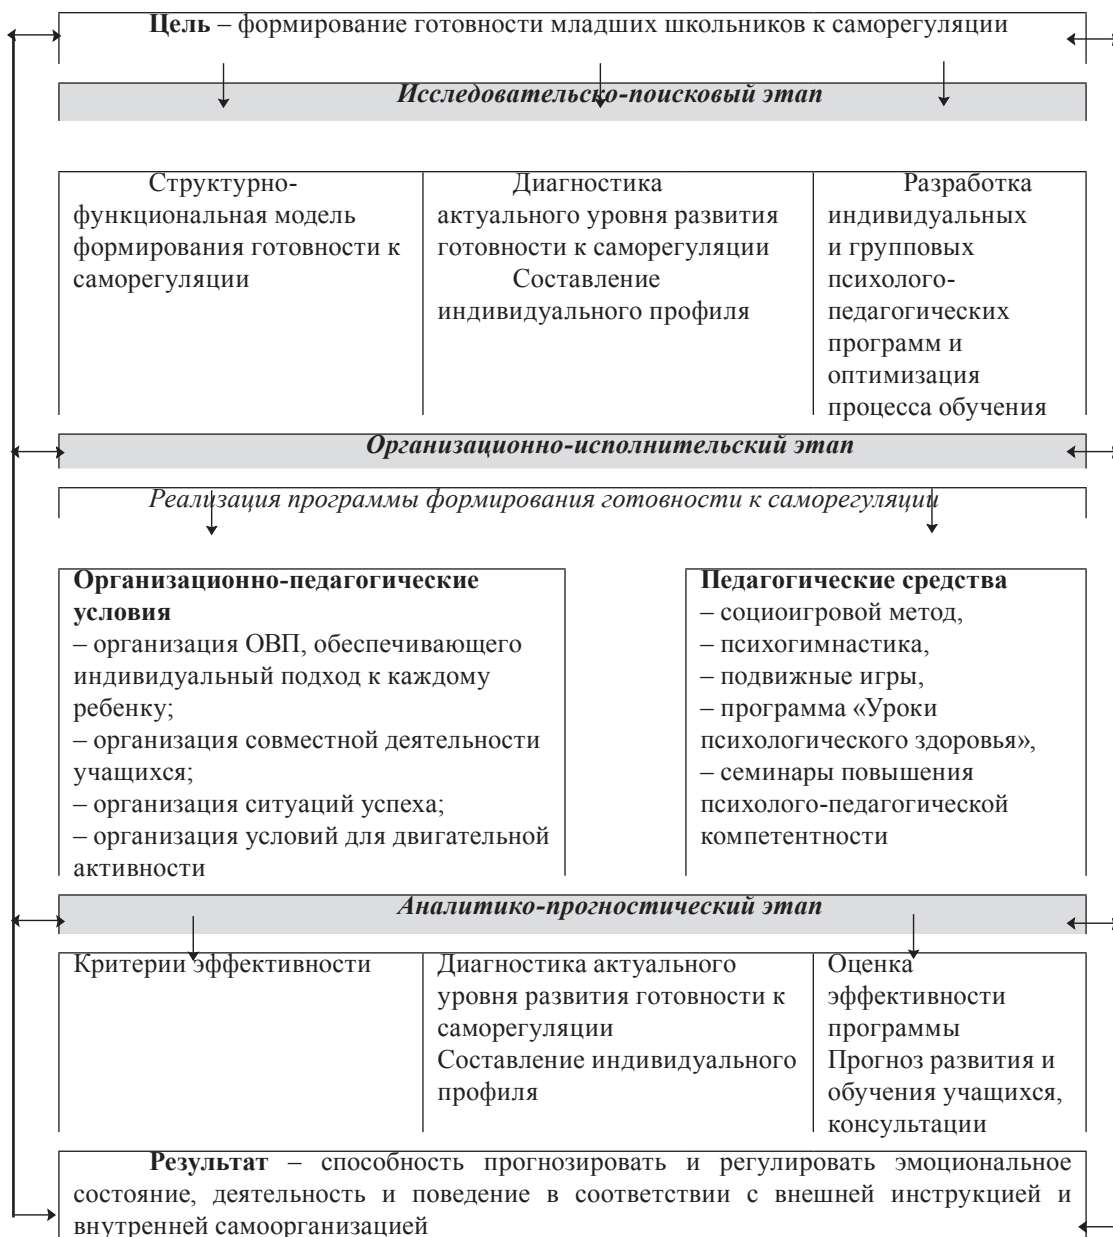 Цель – формирование готовности младших школьников к саморегуляции
Исследовательско-поисковый этап
Структурно-
функциональная модель
формирования готовности к
саморегуляции
Диагностика
актуального уровня развития
готовности к саморегуляции
Составление
индивидуального профиля
Разработка
индивидуальных
и групповых
психолого-
педагогических
программ и
оптимизация
процесса обучения
Организационно-исполнительский этап
Реализация программы формирования готовности к саморегуляции
Организационно-педагогические
условия
– организация ОВП, обеспечивающего
индивидуальный подход к каждому
ребенку;
– организация совместной деятельности
учащихся;
– организация ситуаций успеха;
– организация условий для двигательной
активности
Педагогические средства
– социоигровой метод,
– психогимнастика,
– подвижные игры,
– программа «Уроки
психологического здоровья»,
– семинары повышения
психолого-педагогической
компетентности
Аналитико-прогностический этап
Критерии эффективности
Диагностика актуального
уровня развития готовности к
саморегуляции
Составление индивидуального
профиля
Оценка
эффективности
программы
Прогноз развития и
обучения учащихся,
консультации
Результат – способность прогнозировать и регулировать эмоциональное
состояние, деятельность и поведение в соответствии с внешней инструкцией и
внутренней самоорганизацией